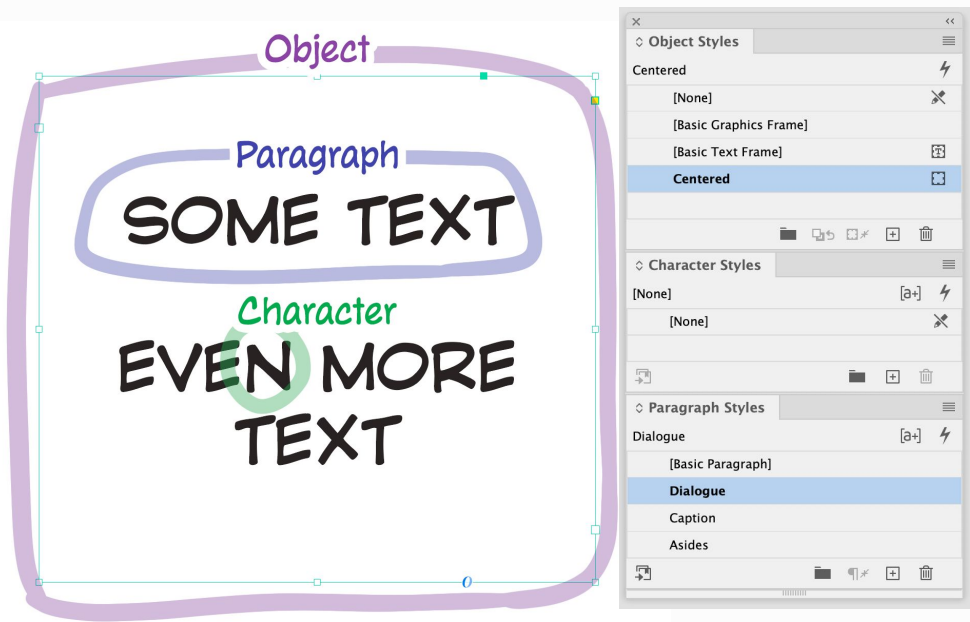 Object
Paragraph
SOME TEXT
Character
EVEN MORE
TEXT
Object Styles
Centered
[None]
[Basic Graphics Frame]
[Basic Text Frame]
Centered
Character Styles
[None]
[a+]
[None]
Paragraph Styles
Dialogue
[a+]
[Basic Paragraph]
Dialogue
Caption
Asides